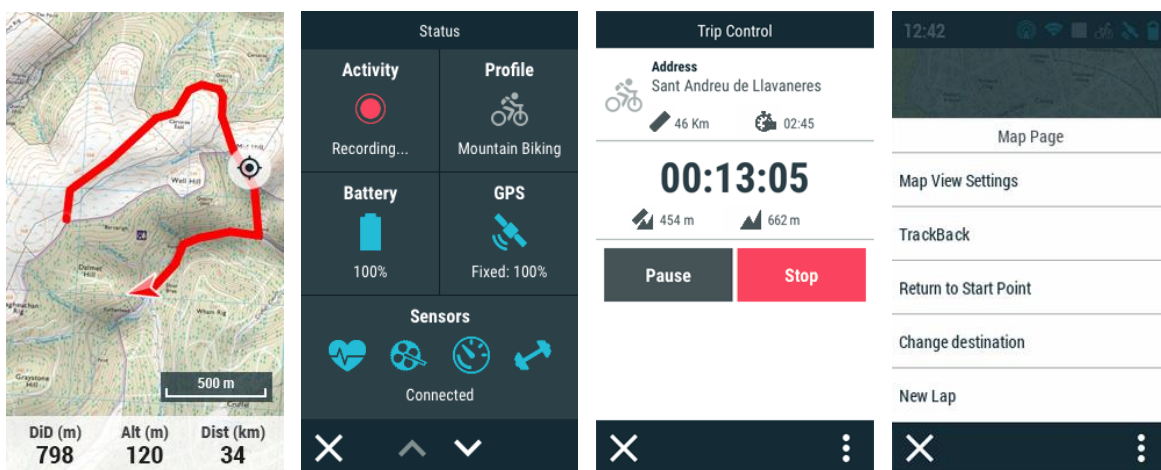 Wall Hill
500 m
DiD (m)
Alt (m)
Dist (km)
798
120
34
Status
Activity
Profile
Recording...
Mountain Biking
Battery
GPS
100%
Fixed: 100%
Sensors
Connected
Trip Control
Address
Sant Andreu de Llavaneres
46 Km
02:45
00:13:05
454 m
662 m
Pause
Stop
12:42
Map Page
Map View Settings
TrackBack
Return to Start Point
Change destination
New Lap